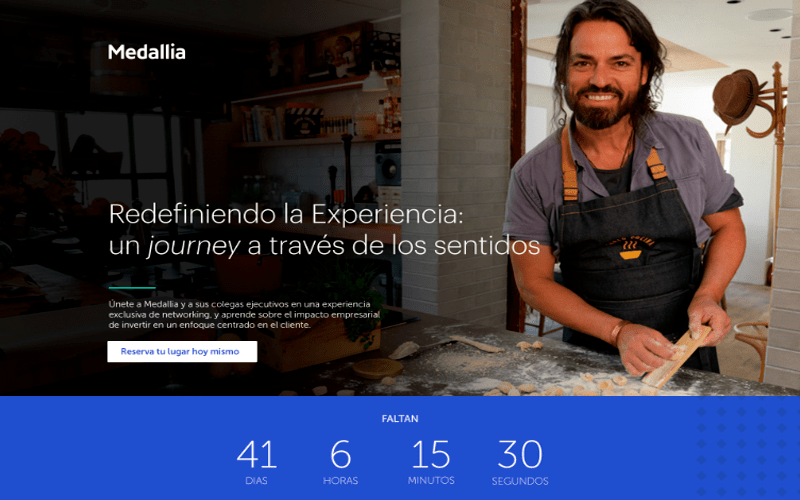 Medallia
Redefiniendo la Experiencia:
un journey a través de los sentidos
Únete a Medallia y a sus colegas ejecutivos en una experiencia
exclusiva de networking, y aprende sobre el impacto empresarial
de invertir en un enfoque centrado en el cliente.
Reserva tu lugar hoy mismo
FALTAN
41 6 15 30
DIAS HORAS MINUTOS SEGUNDOS